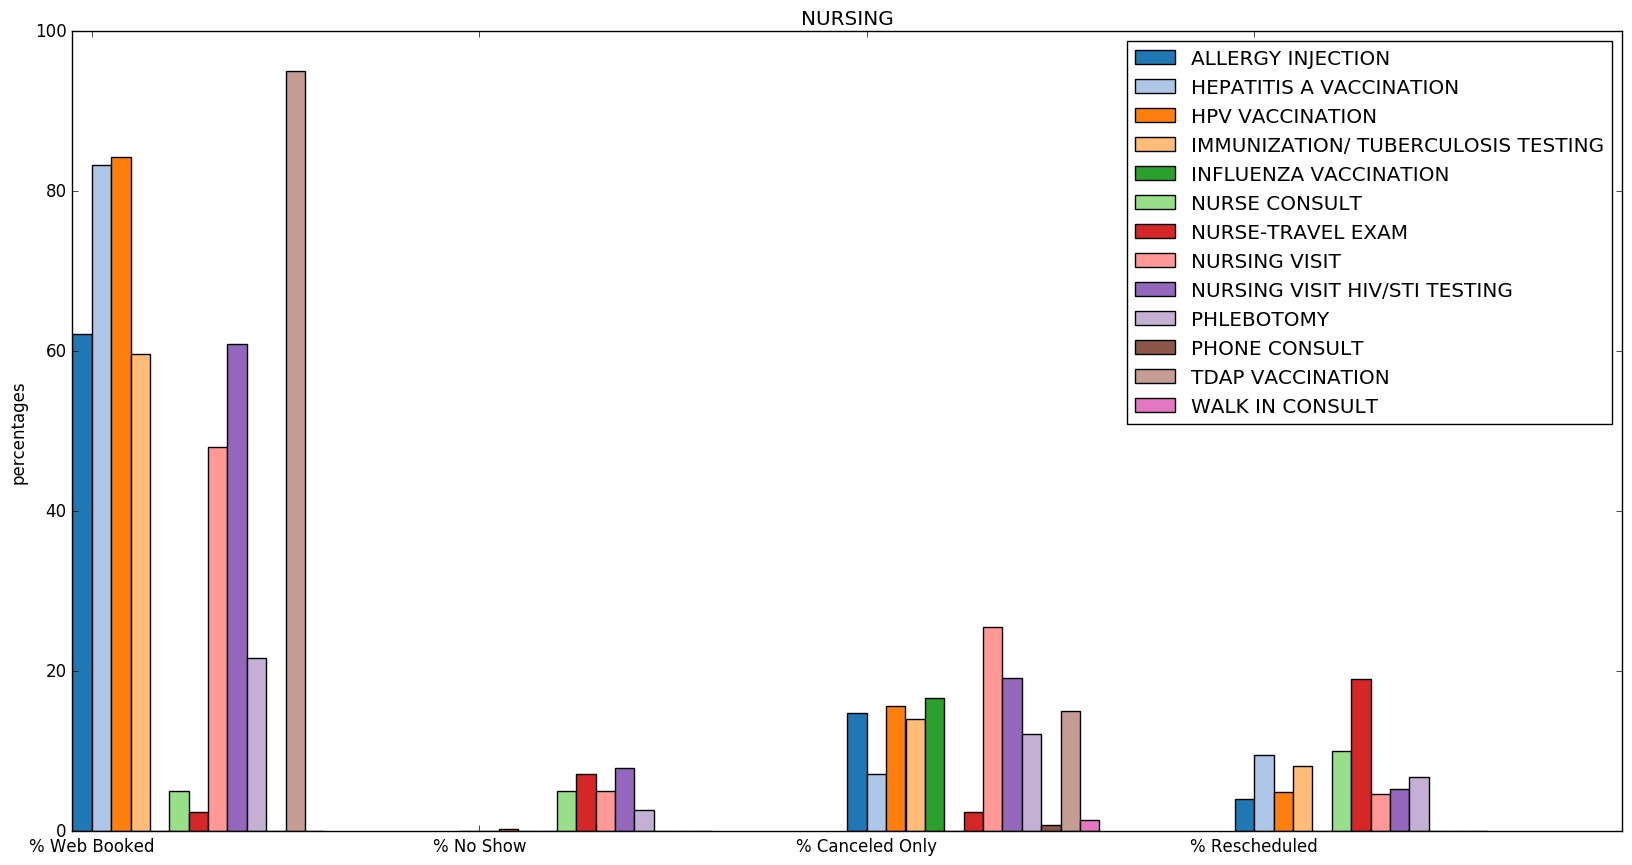 NURSING
100
80
60
40
20
0
percentages
ALLERGY INJECTION
HEPATITIS A VACCINATION
HPV VACCINATION
IMMUNIZATION/ TUBERCULOSIS TESTING
INFLUENZA VACCINATION
NURSE CONSULT
NURSE-TRAVEL EXAM
NURSING VISIT
NURSING VISIT HIV/STI TESTING
PHLEBOTOMY
PHONE CONSULT
TDAP VACCINATION
WALK IN CONSULT
% Web Booked
% No Show
% Canceled Only
% Rescheduled